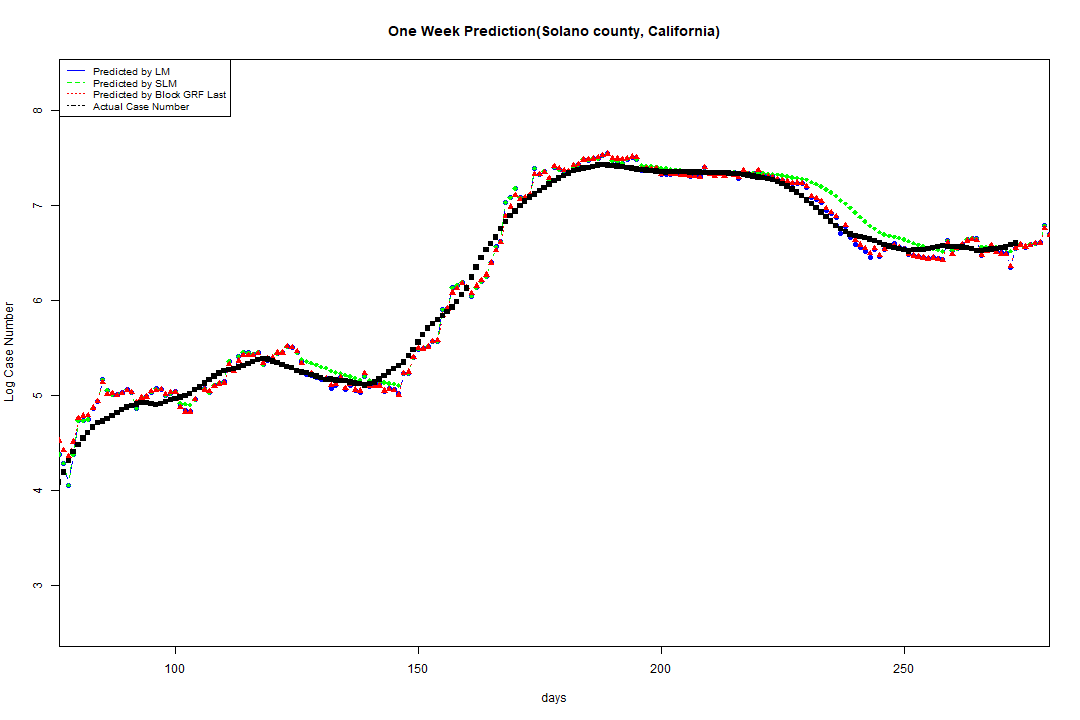 One Week Prediction(Solano county, California)
Predicted by LM
Predicted by SLM
Predicted by Block GRF Last
Actual Case Number
Log Case Number
8
7
6
5
4
3
100 150 200 250
days